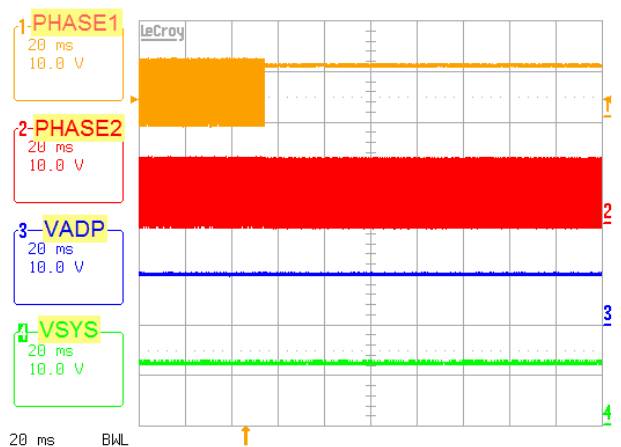 1 PHASE1
20 ms
10.0 V
LeCroy
1
2 PHASE2
20 ms
10.0 V
2
3 VADP
20 ms
10.0 V
3
4 VSYS
20 ms
10.0 V
4
20 ms BWL